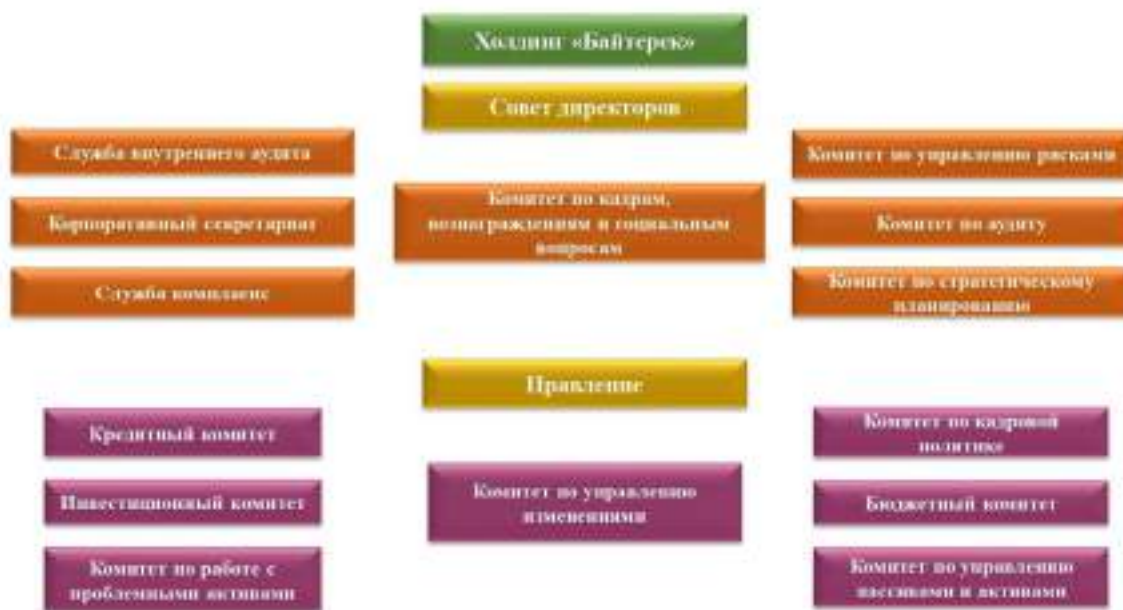 Холдинг «Байтерек»
Совет директоров
Служба внутреннего аудита
Корпоративный секретариат
Служба комплаенс
Комитет по кадрам,
вознаграждениям и социальным
вопросам
Комитет по управлению рисками
Комитет по аудиту
Комитет по стратегическому
планированию
Правление
Кредитный комитет
Инвестиционный комитет
Комитет по работе с
проблемными активами
Комитет по управлению
изменениями
Комитет по кадровой
политике
Бюджетный комитет
Комитет по управлению
пассивами и активами